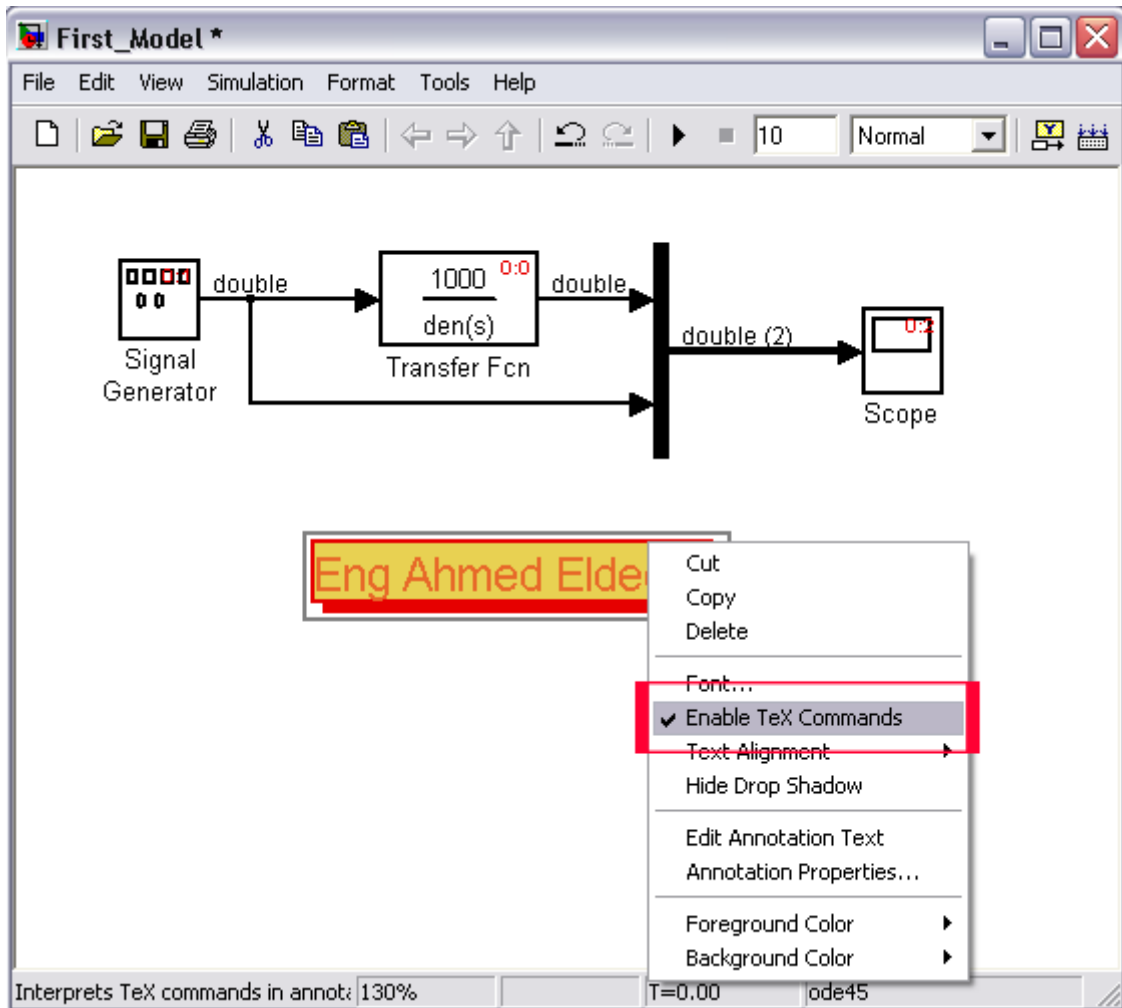 First_Model *
File Edit View Simulation Format Tools Help
10 Normal
double
1000
den(s)
0:0
double
double (2)
0:2
Signal
Generator
Transfer Fcn
Scope
Eng Ahmed
Cut
Copy
Delete
Font...
Enable TeX Commands
Text Alignment
Hide Drop Shadow
Edit Annotation Text
Annotation Properties...
Foreground Color
Background Color
Interprets TeX commands in 130% T=0.00 ode45